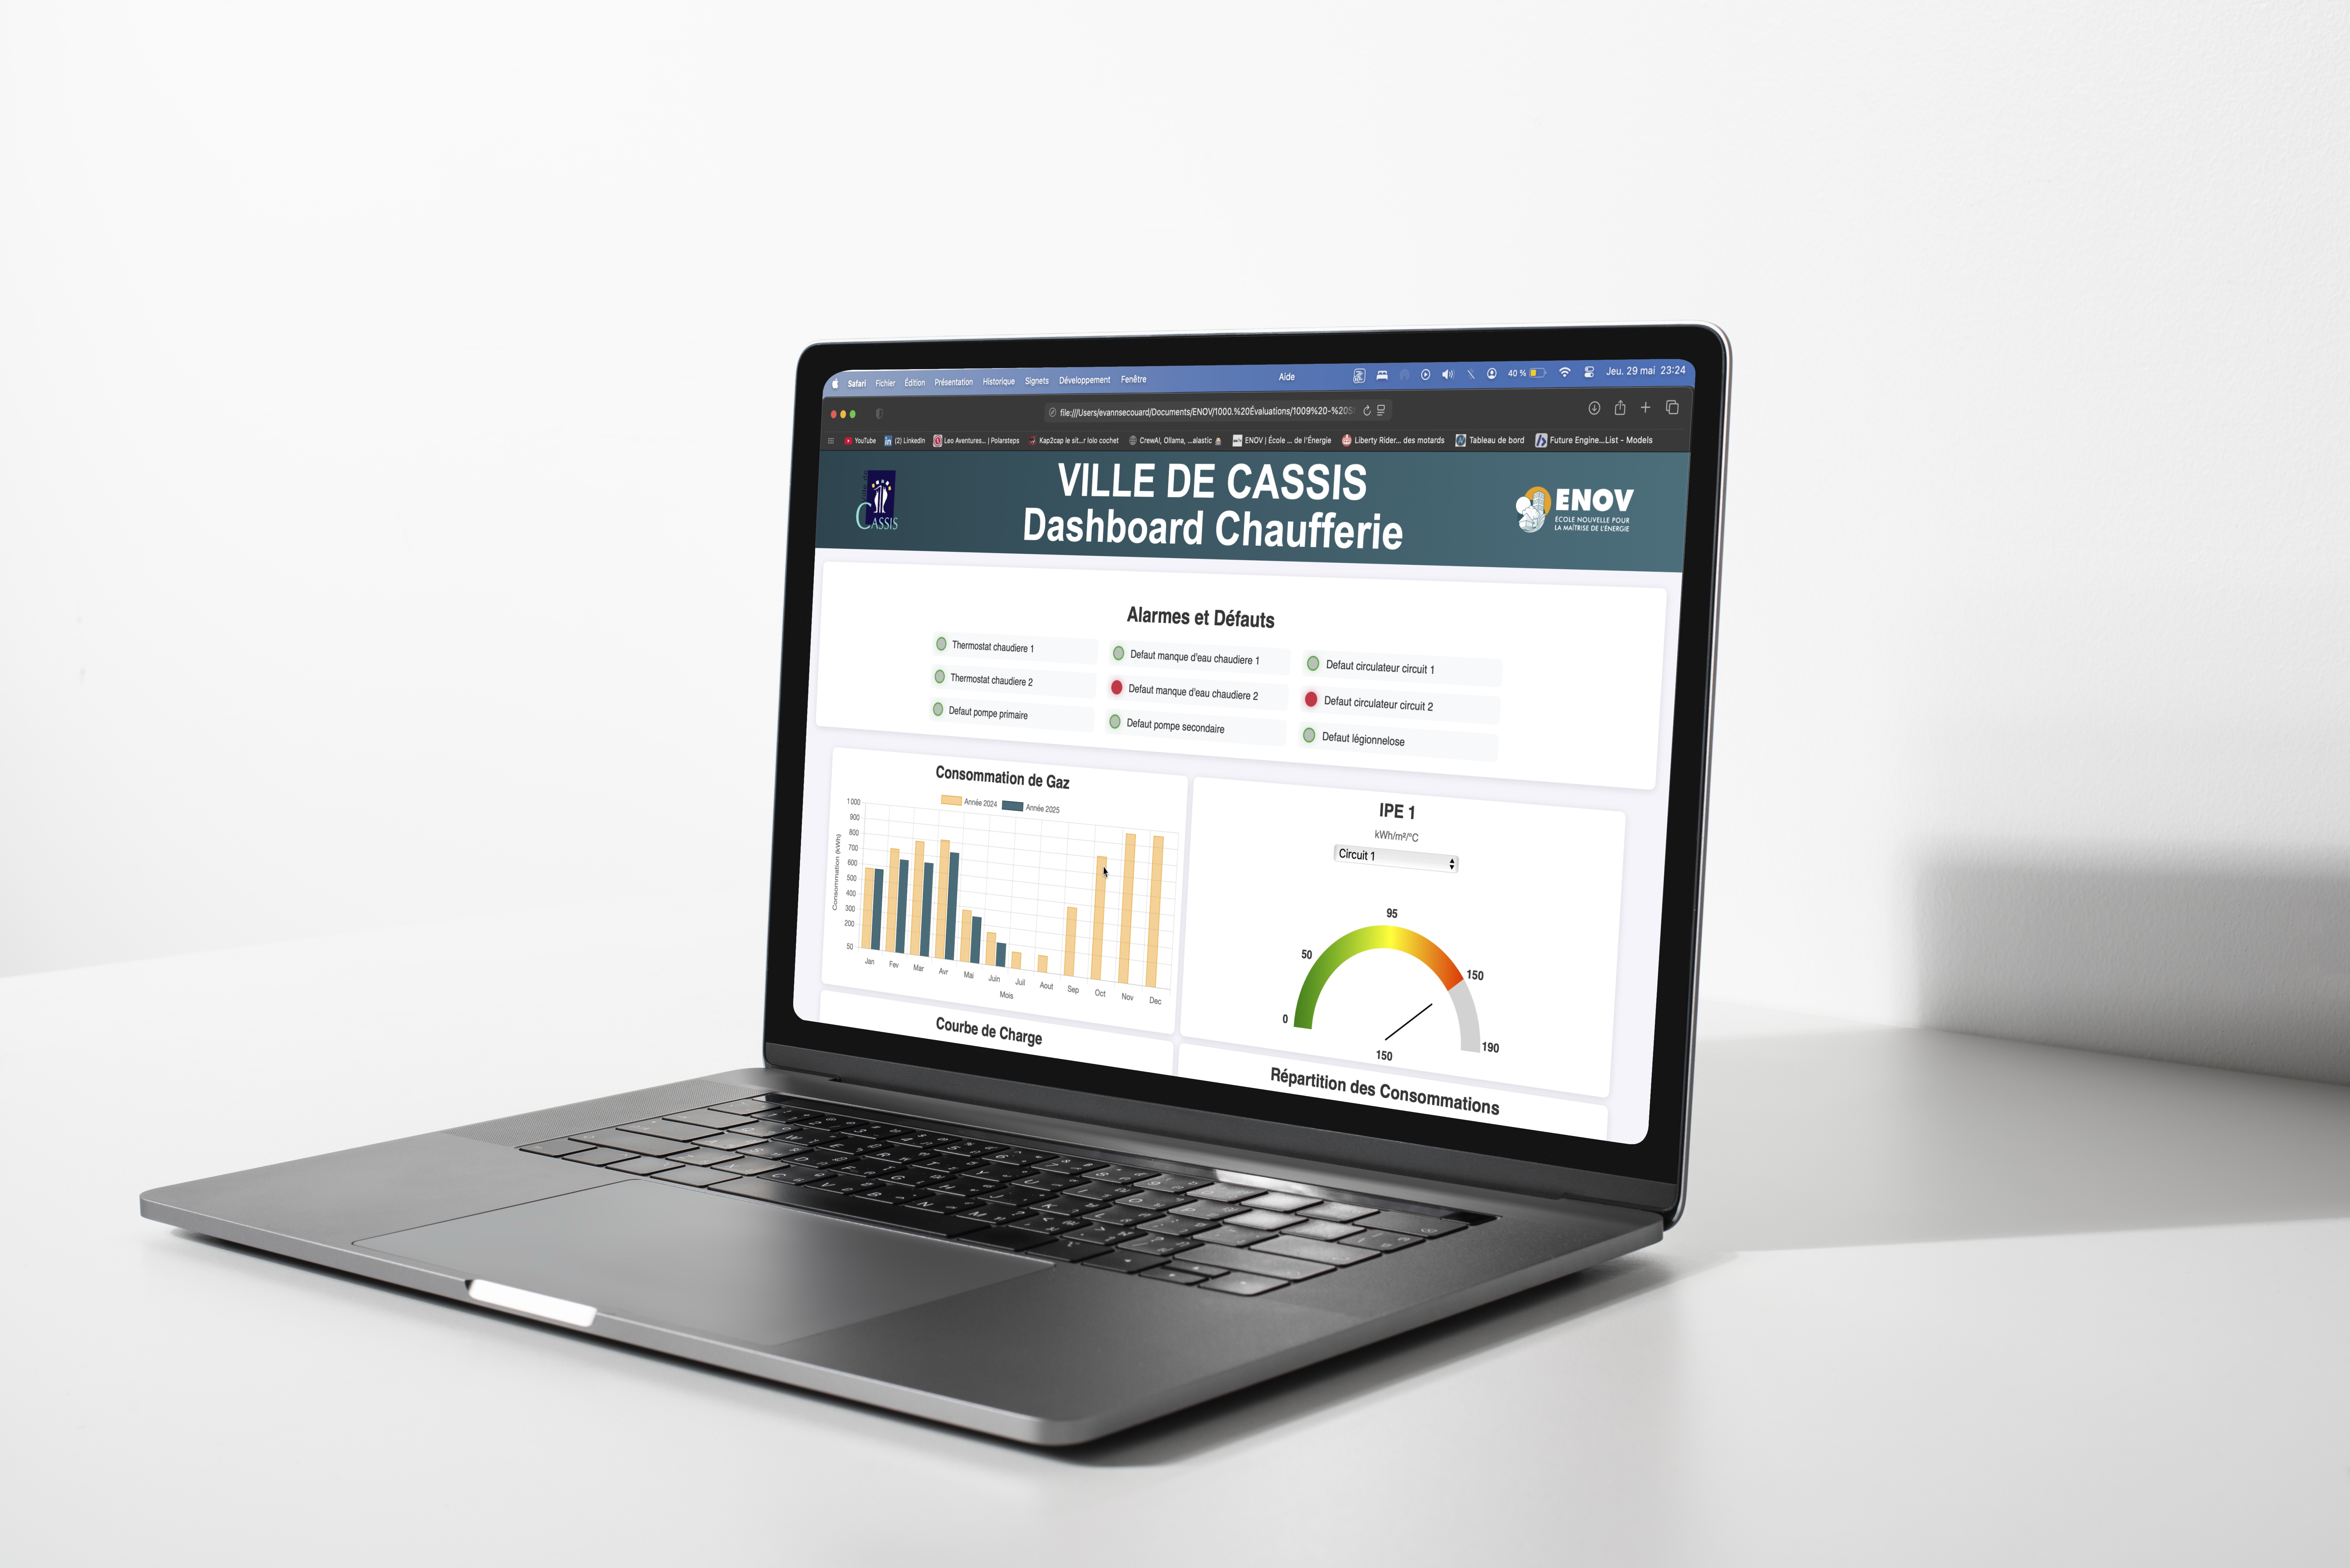 Safari Fichier Édition Présentation Historique Signets Développement Fenêtre Aide 40 % Jeu. 29 mai 23:24
file:///Users/evannsecouard/Documents/ENOV/1000.%20Évaluations/1009%20-%20S
YouTube (2) LinkedIn Leo Aventures... | Polarsteps Kap2cap le sit...r lolo cochet CrewAI, Ollama, ...alastic ENOV | École ... de l'Énergie Liberty Rider... des motards Tableau de bord Future Engine...List - Models
CASSIS
VILLE DE CASSIS
Dashboard Chaufferie
ENOV
ÉCOLE NOUVELLE POUR
LA MAÎTRISE DE L'ÉNERGIE
Alarmes et Défauts
Thermostat chaudiere 1
Defaut manque d'eau chaudiere 1
Defaut circulateur circuit 1
Thermostat chaudiere 2
Defaut manque d'eau chaudiere 2
Defaut circulateur circuit 2
Defaut pompe primaire
Defaut pompe secondaire
Defaut légionnelose
Consommation de Gaz
Année 2024 Année 2025
Consommation (kWh)
1 000
900
800
700
600
500
400
300
200
50
Jan Fev Mar Avr Mai Juin Juil Aout Sep Oct Nov Dec
Mois
IPE 1
kWh/m²/°C
Circuit 1
95
50
150
0
190
150
Courbe de Charge
Répartition des Consommations